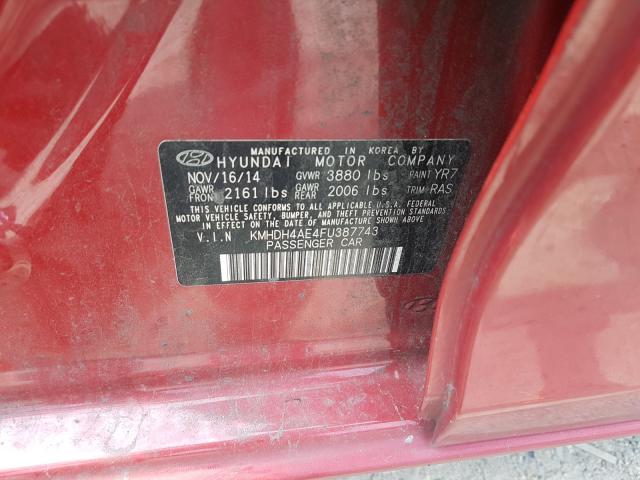 MANUFACTURED IN KOREA BY
HYUNDAI MOTOR COMPANY
NOV/16/14 GVWR 3880 lbs PAINT YR7
GAWR FRON 2161 lbs GAWR REAR 2006 lbs TRIM RAS
THIS VEHICLE CONFORMS TO ALL APPLICABLE U.S.A. FEDERAL
MOTOR VEHICLE SAFETY, BUMPER, AND THEFT PREVENTION STANDARDS
IN EFFECT ON THE DATE OF MANUFACTURE SHOWN ABOVE.
V.I.N KMHDH4AE4FU387743
PASSENGER CAR